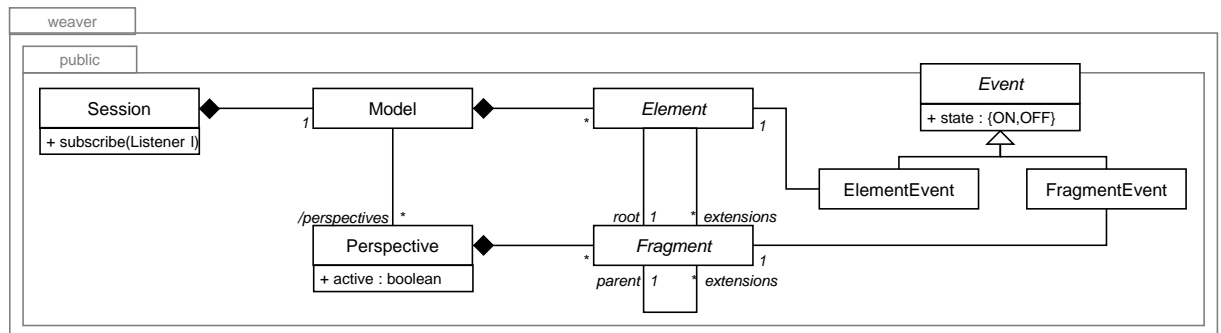 weaver
public
Event
+ state : {ON,OFF}
Session
+ subscribe(Listener l)
1
Model
*
Element
1
ElementEvent
FragmentEvent
/perspectives *
root 1 * extensions
Perspective
+ active : boolean
*
Fragment
1
parent 1 * extensions